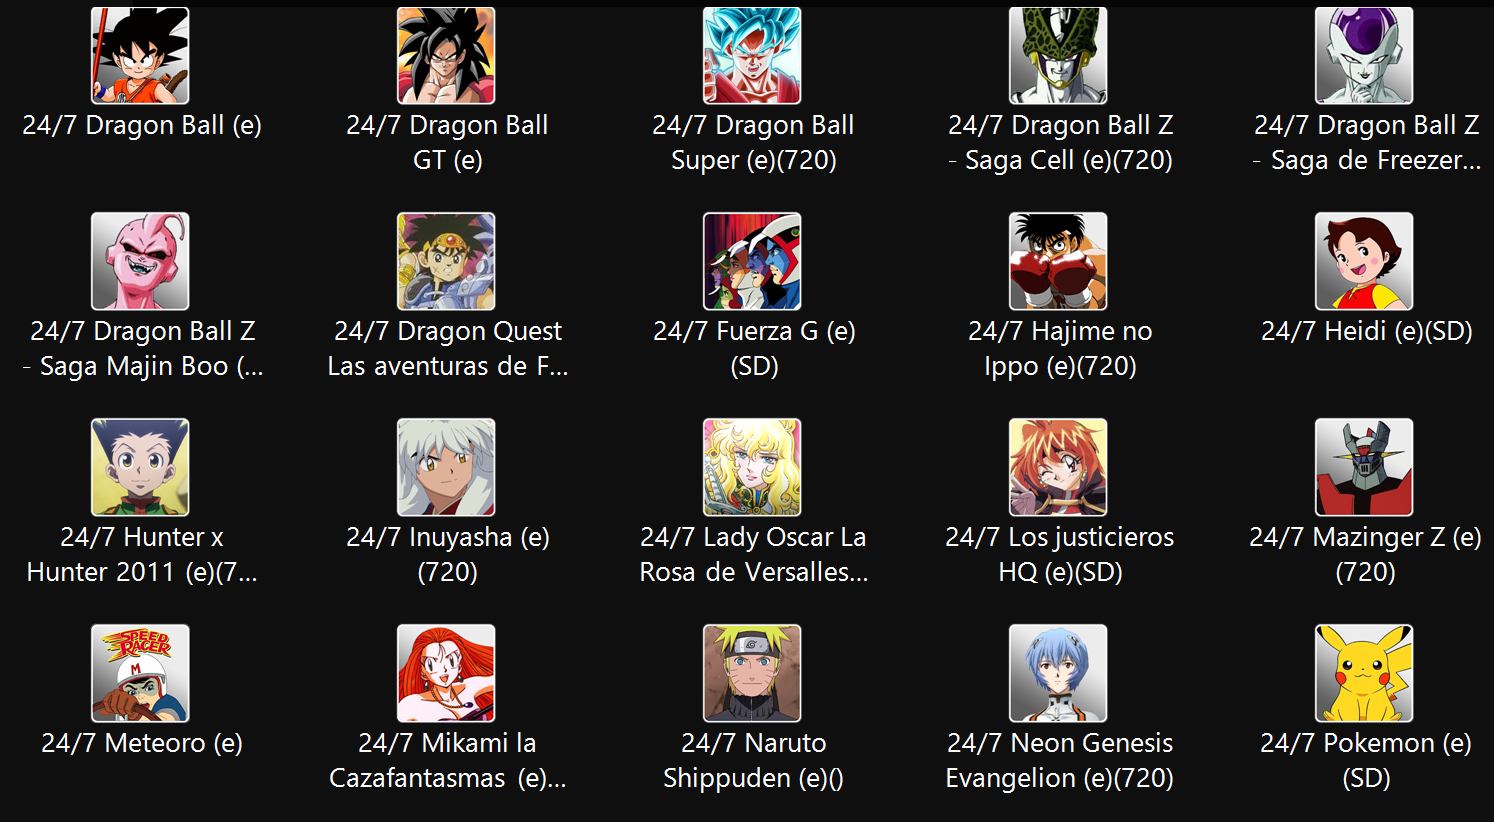 24/7 Dragon Ball (e)
24/7 Dragon Ball
GT (e)
24/7 Dragon Ball
Super (e)(720)
24/7 Dragon Ball Z
- Saga Cell (e)(720)
24/7 Dragon Ball Z
- Saga de Freezer...
24/7 Dragon Ball Z
- Saga Majin Boo (...
24/7 Dragon Quest
Las aventuras de F...
24/7 Fuerza G (e)
(SD)
24/7 Hajime no
Ippo (e)(720)
24/7 Heidi (e)(SD)
24/7 Hunter x
Hunter 2011 (e)(7...
24/7 Inuyasha (e)
(720)
24/7 Lady Oscar La
Rosa de Versalles...
24/7 Los justicieros
HQ (e)(SD)
24/7 Mazinger Z (e)
(720)
SPEED
RACER
M
24/7 Meteoro (e)
24/7 Mikami la
Cazafantasmas (e)...
24/7 Naruto
Shippuden (e)()
24/7 Neon Genesis
Evangelion (e)(720)
24/7 Pokemon (e)
(SD)